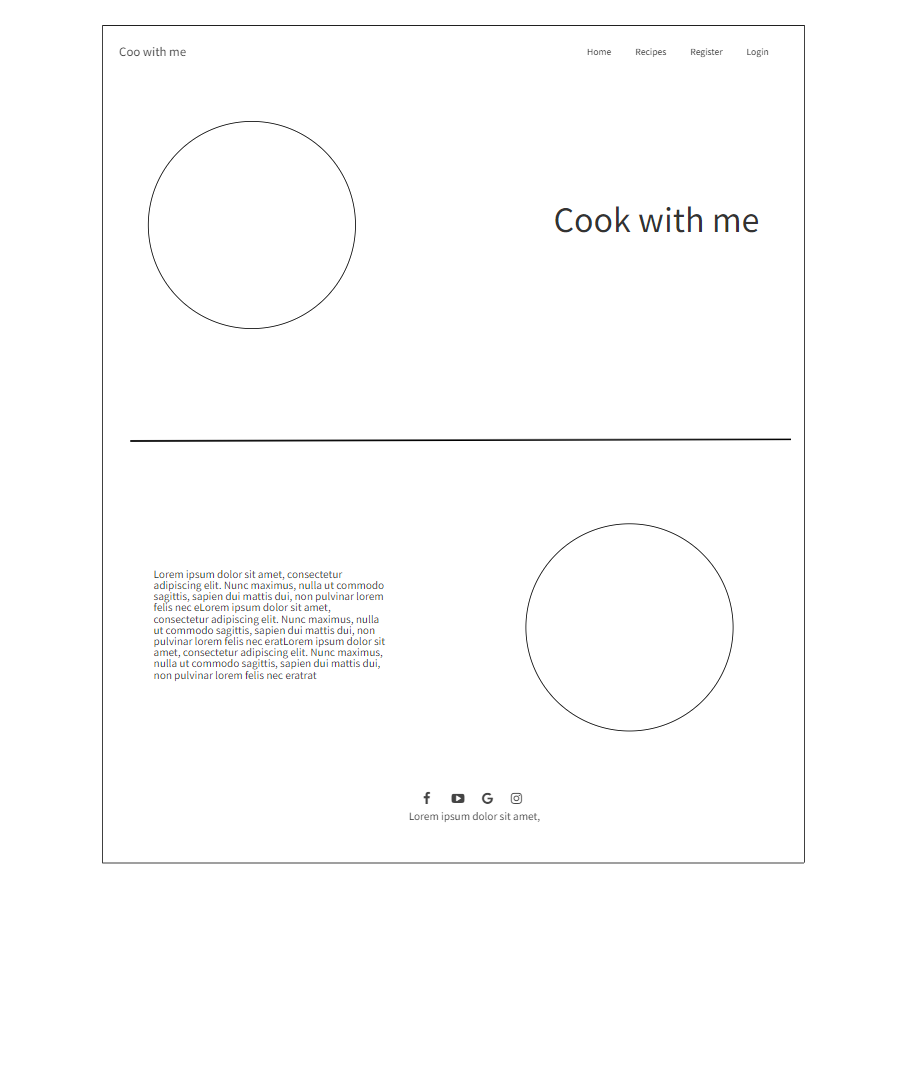 Coo with me
Home Recipes Register Login
Cook with me
Lorem ipsum dolor sit amet, consectetur
adipiscing elit. Nunc maximus, nulla ut commodo
sagittis, sapien dui mattis dui, non pulvinar lorem
felis nec eLorem ipsum dolor sit amet,
consectetur adipiscing elit. Nunc maximus, nulla
ut commodo sagittis, sapien dui mattis dui, non
pulvinar lorem felis nec eratLorem ipsum dolor sit
amet, consectetur adipiscing elit. Nunc maximus,
nulla ut commodo sagittis, sapien dui mattis dui,
non pulvinar lorem felis nec eratrat
Lorem ipsum dolor sit amet,